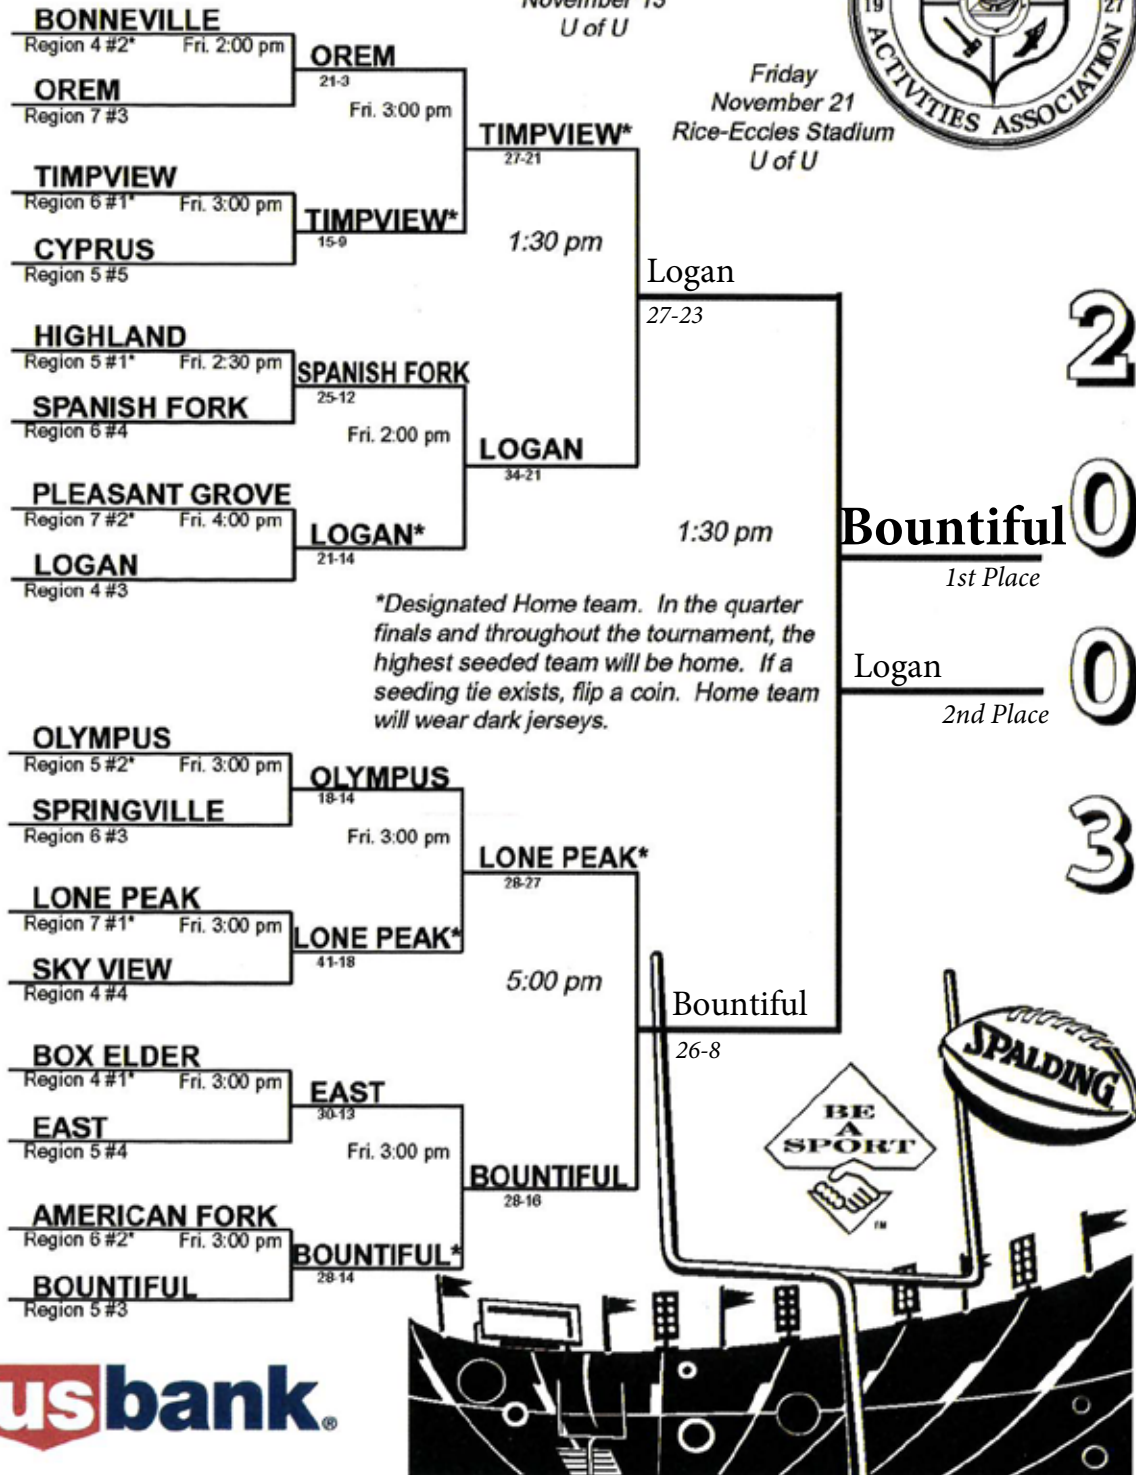 November 13
U of U
19
27
ACTIVITIES ASSOCIATION
Friday
November 21
Rice-Eccles Stadium
U of U
BONNEVILLE
Region 4 #2* Fri. 2:00 pm
OREM
Region 7 #3
OREM
21-3
Fri. 3:00 pm
TIMPVIEW
Region 6 #1* Fri. 3:00 pm
CYPRUS
Region 5 #5
TIMPVIEW*
15-9
TIMPVIEW*
27-21
1:30 pm
HIGHLAND
Region 5 #1* Fri. 2:30 pm
SPANISH FORK
Region 6 #4
SPANISH FORK
25-12
Fri. 2:00 pm
PLEASANT GROVE
Region 7 #2* Fri. 4:00 pm
LOGAN
Region 4 #3
LOGAN*
21-14
LOGAN
34-21
Logan
27-23
1:30 pm
Bountiful
1st Place
Logan
2nd Place
2
0
0
3
*Designated Home team. In the quarter
finals and throughout the tournament, the
highest seeded team will be home. If a
seeding tie exists, flip a coin. Home team
will wear dark jerseys.
OLYMPUS
Region 5 #2* Fri. 3:00 pm
SPRINGVILLE
Region 6 #3
OLYMPUS
18-14
Fri. 3:00 pm
LONE PEAK
Region 7 #1* Fri. 3:00 pm
SKY VIEW
Region 4 #4
LONE PEAK*
41-18
LONE PEAK*
28-27
5:00 pm
BOX ELDER
Region 4 #1* Fri. 3:00 pm
EAST
Region 5 #4
EAST
30-13
Fri. 3:00 pm
AMERICAN FORK
Region 6 #2* Fri. 3:00 pm
BOUNTIFUL
Region 5 #3
BOUNTIFUL*
28-14
BOUNTIFUL
28-16
Bountiful
26-8
SPALDING
BE
A
SPORT
TM
usbank®